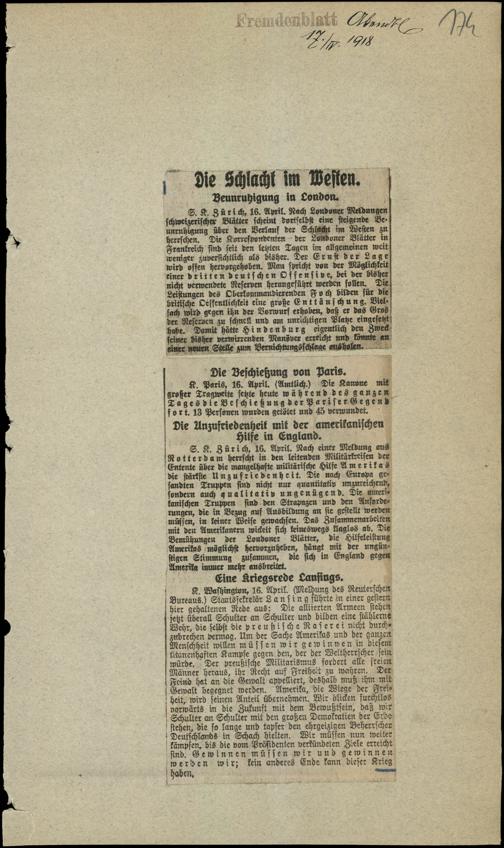 Fremdenblatt Abendbl
174
17./IV. 1918
Die Schlacht im Westen.
Beunruhigung in London.
S. K. Zürich, 16. April. Nach Londoner Meldungen
schweizerischer Blätter scheint dortselbst eine steigende Be-
unruhigung über den Verlauf der Schlacht im Westen zu
herrschen. Die Korrespondenten der Londoner Blätter in
Frankreich sind seit den letzten Tagen im allgemeinen weit
weniger zuversichtlich als bisher. Der Ernst der Lage
wird offen hervorgehoben. Man spricht von der Möglichkeit
einer dritten deutschen Offensive, bei der bisher
nicht verwendete Reserven herangeführt werden sollen. Die
Leistungen des Oberkommandierenden Foch bilden für die
britische Oeffentlichkeit eine große Enttäuschung. Viel-
fach wird gegen ihn der Vorwurf erhoben, daß er das Gros
der Reserven zu schnell und am unrichtigen Platze eingesetzt
habe. Damit hätte Hindenburg eigentlich den Zweck
seiner bisher verwirrenden Manöver erreicht und könnte an
einer neuen Stelle zum Vernichtungsschlage ausholen.
Die Beschießung von Paris.
K. Paris, 16. April. (Amtlich.) Die Kanone mit
großer Tragweite setzte heute während des ganzen
Tages die Beschießung der Pariser Gegend
fort. 13 Personen wurden getötet und 45 verwundet.
Die Unzufriedenheit mit der amerikanischen
Hilfe in England.
S. K. Zürich, 16. April. Nach einer Meldung aus
Rotterdam herrscht in den leitenden Militärkreisen der
Entente über die mangelhafte militärische Hilfe Amerikas
die stärkste Unzufriedenheit. Die nach Europa ge-
sandten Truppen sind nicht nur quantitativ unzureichend,
sondern auch qualitativ ungenügend. Die ameri-
kanischen Truppen sind den Strapazen und den Anforde-
rungen, die in Bezug auf Ausbildung an sie gestellt werden
müssen, in keiner Weise gewachsen. Das Zusammenarbeiten
mit den Amerikanern wickelt sich keineswegs klaglos ab. Die
Bemühungen der Londoner Blätter, die Hilfeleistung
Amerikas möglichst hervorzuheben, hängt mit der ungün-
stigen Stimmung zusammen, die sich in England gegen
Amerika immer mehr ausbreitet.
Eine Kriegsrede Lansings.
K. Washington, 16. April. (Meldung des Reuterschen
Bureaus.) Staatssekretär Lansing führte in einer gestern
hier gehaltenen Rede aus: Die alliierten Armeen stehen
jetzt überall Schulter an Schulter und bilden eine stählerne
Wehr, die selbst die preußische Raserei nicht durch-
zubrechen vermag. Um der Sache Amerikas und der ganzen
Menschheit willen müssen wir gewinnen in diesem
titanenhaften Kampfe gegen den, der der Weltherrscher sein
würde. Der preußische Militarismus fordert alle freien
Männer heraus, ihr Recht auf Freiheit zu wahren. Der
Feind hat an die Gewalt appelliert, deshalb muß ihm mit
Gewalt begegnet werden. Amerika, die Wiege der Frei-
heit, wird seinen Anteil übernehmen. Wir blicken furchtlos
vorwärts in die Zukunft mit dem Bewußtsein, daß wir
Schulter an Schulter mit den großen Demokratien der Erde
stehen, die so lange und tapfer den ehrgeizigen Beherrscher
Deutschlands in Schach hielten. Wir müssen nun weiter
kämpfen, bis die vom Präsidenten verkündeten Ziele erreicht
sind. Gewinnen müssen wir und gewinnen
werden wir; kein anderes Ende kann dieser Krieg
haben.